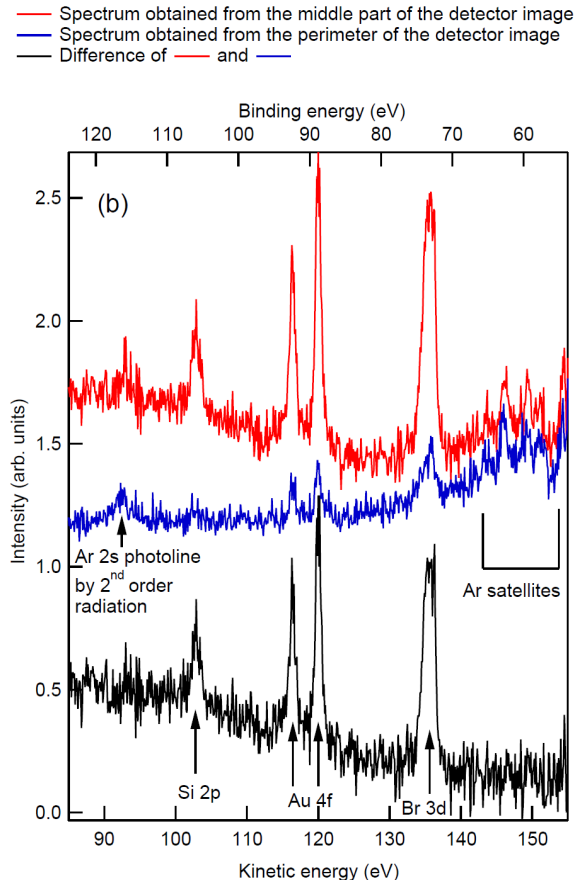 Spectrum obtained from the middle part of the detector image
Spectrum obtained from the perimeter of the detector image
Difference of and
Binding energy (eV)
120 110 100 90 80 70 60
(b)
2.5
2.0
1.5
1.0
0.5
0.0
Intensity (arb. units)
Ar 2s photoline
by 2nd order
radiation
Ar satellites
Si 2p
Au 4f
Br 3d
90 100 110 120 130 140 150
Kinetic energy (eV)